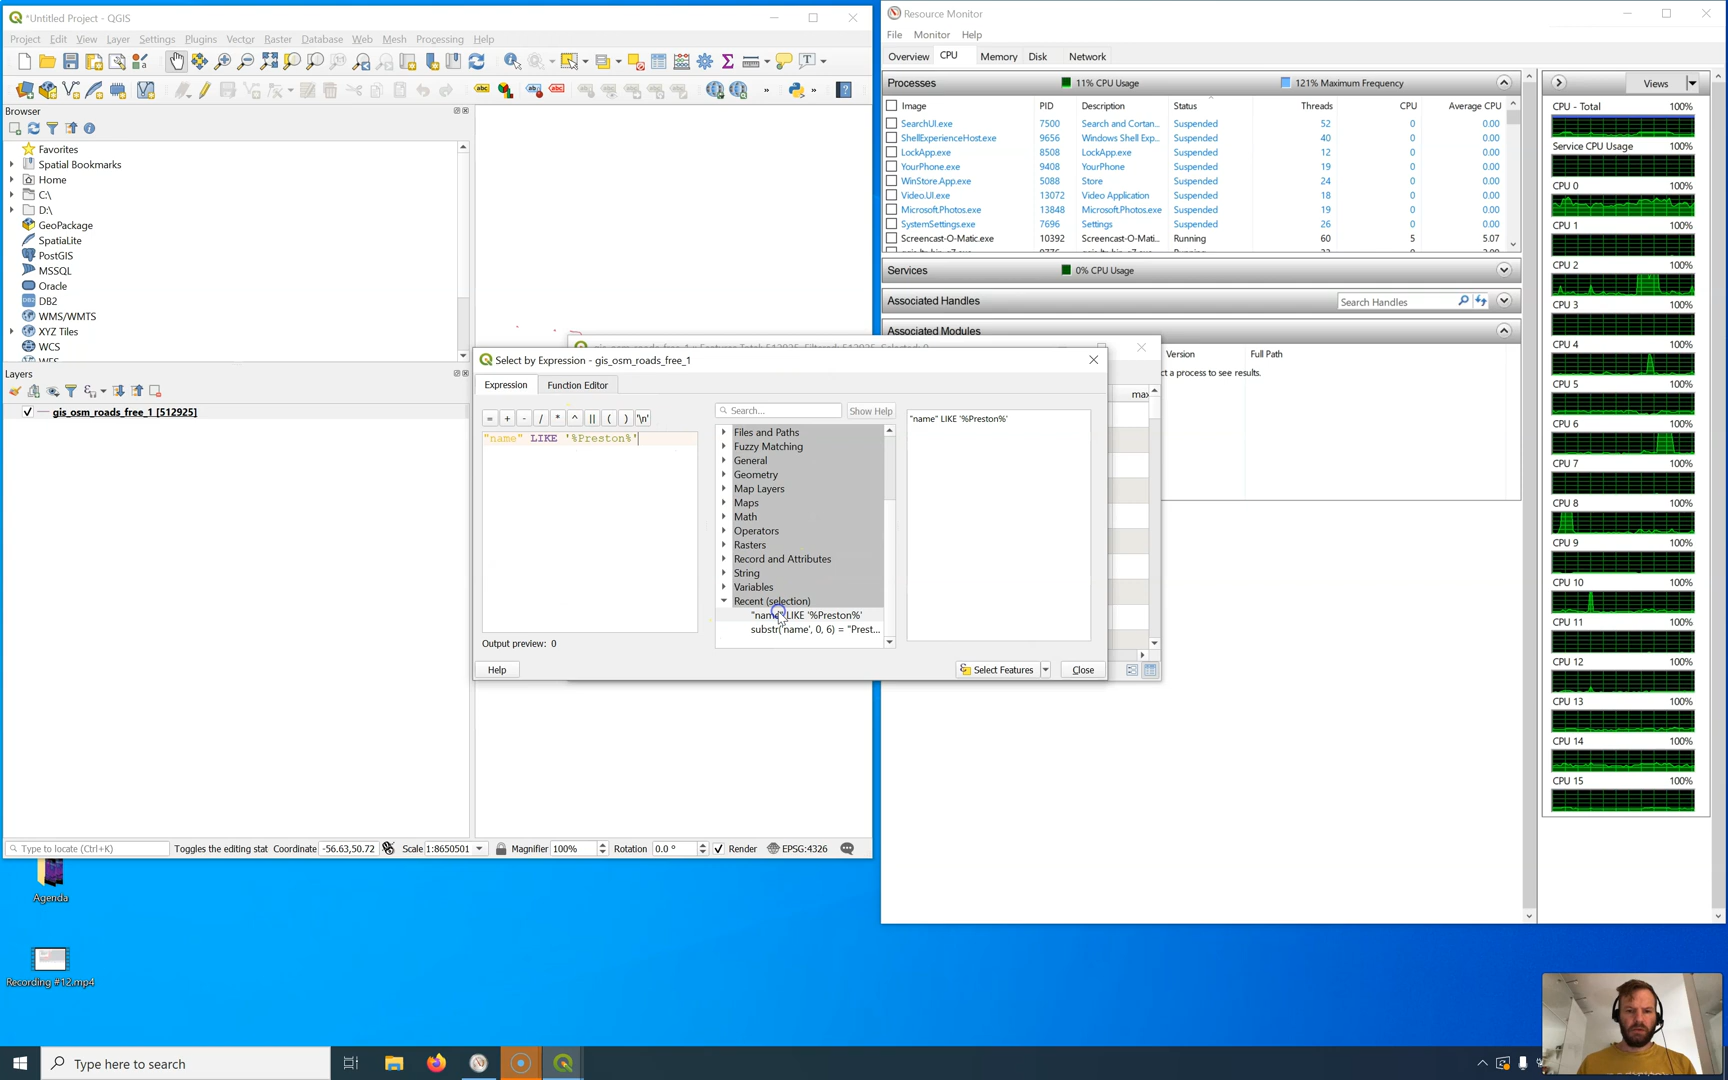 *Untitled Project - QGIS
Project Edit View Layer Settings Plugins Vector Raster Database Web Mesh Processing Help
Browser
Favorites
Spatial Bookmarks
Home
C:\
D:\
GeoPackage
SpatiaLite
PostGIS
MSSQL
Oracle
DB2
WMS/WMTS
XYZ Tiles
WCS
Layers
gis_osm_roads_free_1 [512925]
Select by Expression - gis_osm_roads_free_1
Expression Function Editor
= + - / * ^ || ( ) '\n'
Search... Show Help
"name" LIKE '%Preston%'
Files and Paths
Fuzzy Matching
General
Geometry
Map Layers
Maps
Math
Operators
Rasters
Record and Attributes
String
Variables
Recent (selection)
"name" LIKE '%Preston%'
substr('name', 0, 6) = "Prest...
"name" LIKE '%Preston%'
Output preview: 0
Help Select Features Close
Type to locate (Ctrl+K) Toggles the editing stat Coordinate -56.63,50.72 Scale 1:8650501 Magnifier 100% Rotation 0.0 ° Render EPSG:4326
Resource Monitor
File Monitor Help
Overview CPU Memory Disk Network
Processes 11% CPU Usage 121% Maximum Frequency
Image PID Description Status Threads CPU Average CPU
SearchUI.exe 7500 Search and Cortan... Suspended 52 0 0.00
ShellExperienceHost.exe 9656 Windows Shell Exp... Suspended 40 0 0.00
LockApp.exe 8508 LockApp.exe Suspended 12 0 0.00
YourPhone.exe 9408 YourPhone Suspended 19 0 0.00
WinStore.App.exe 5088 Store Suspended 24 0 0.00
Video.UI.exe 13072 Video Application Suspended 18 0 0.00
Microsoft.Photos.exe 13848 Microsoft.Photos.exe Suspended 19 0 0.00
SystemSettings.exe 7696 Settings Suspended 26 0 0.00
Screencast-O-Matic.exe 10392 Screencast-O-Mati... Running 60 5 5.07
Services 0% CPU Usage
Associated Handles Search Handles
Associated Modules
Version Full Path
ct a process to see results.
max
Views
CPU - Total 100%
Service CPU Usage 100%
CPU 0 100%
CPU 1 100%
CPU 2 100%
CPU 3 100%
CPU 4 100%
CPU 5 100%
CPU 6 100%
CPU 7 100%
CPU 8 100%
CPU 9 100%
CPU 10 100%
CPU 11 100%
CPU 12 100%
CPU 13 100%
CPU 14 100%
CPU 15 100%
Agenda
Recording #12.mp4
Type here to search